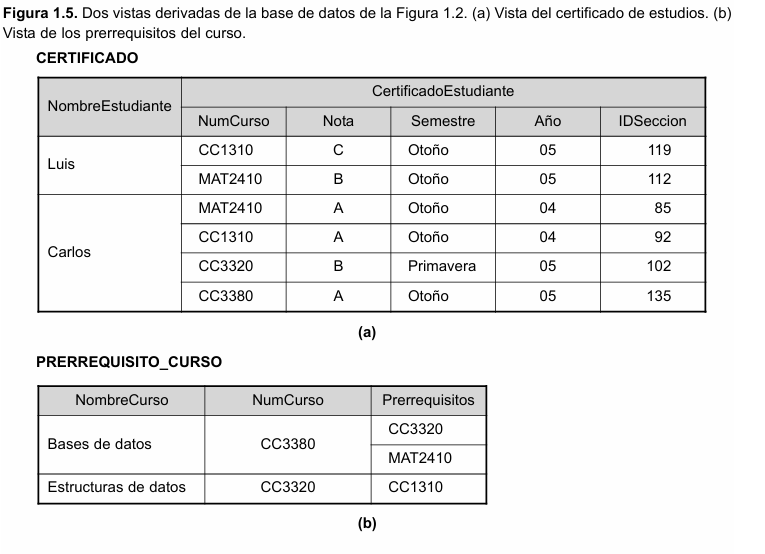 Figura 1.5. Dos vistas derivadas de la base de datos de la Figura 1.2. (a) Vista del certificado de estudios. (b)
Vista de los prerrequisitos del curso.
CERTIFICADO
NombreEstudiante CertificadoEstudiante
NumCurso Nota Semestre Año IDSeccion
Luis CC1310 C Otoño 05 119
MAT2410 B Otoño 05 112
Carlos MAT2410 A Otoño 04 85
CC1310 A Otoño 04 92
CC3320 B Primavera 05 102
CC3380 A Otoño 05 135
(a)
PRERREQUISITO_CURSO
NombreCurso NumCurso Prerrequisitos
Bases de datos CC3380 CC3320
MAT2410
Estructuras de datos CC3320 CC1310
(b)